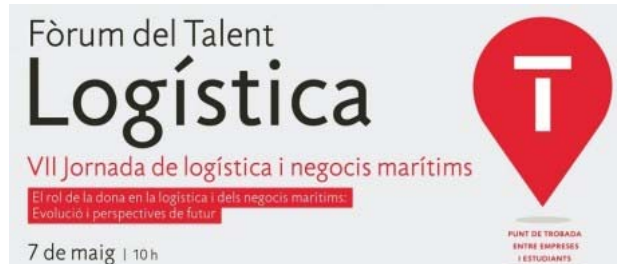 Fòrum del Talent
Logística
VII Jornada de logística i negocis marítims
El rol de la dona en la logística i dels negocis marítims:
Evolució i perspectives de futur
7 de maig | 10 h
T
PUNT DE TROBADA
ENTRE EMPRESES
I ESTUDIANTS